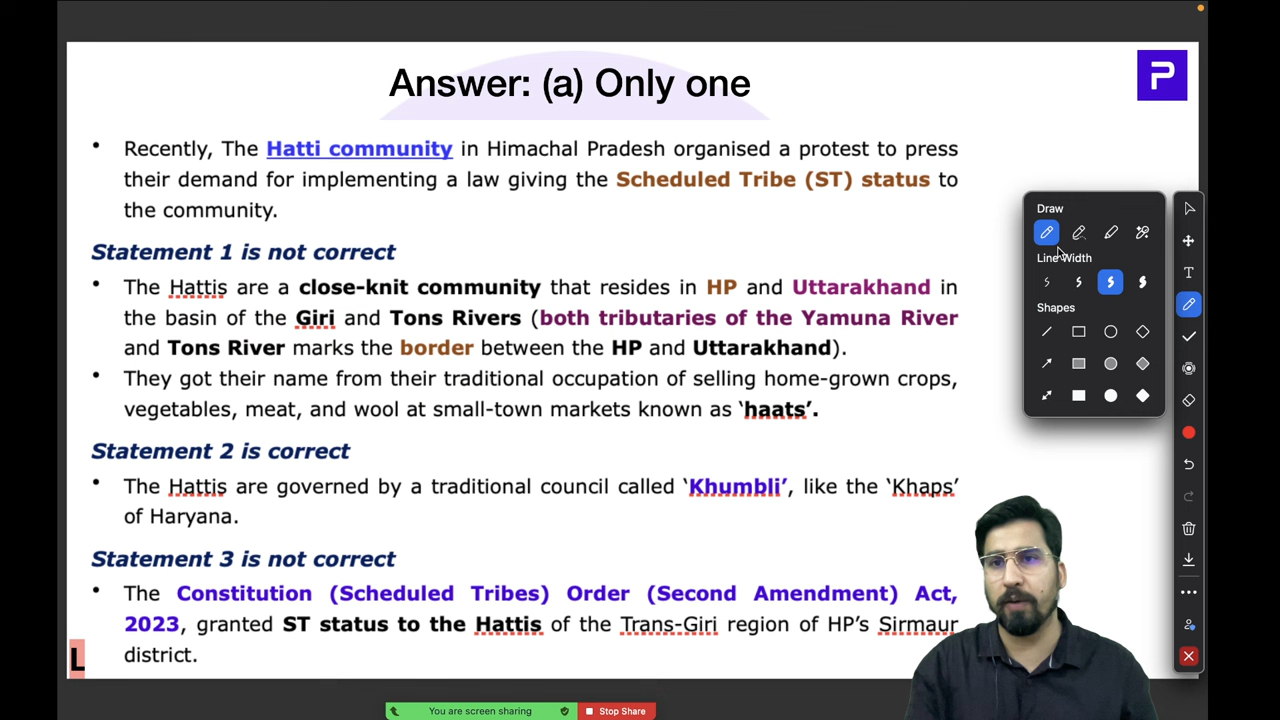 Answer: (a) Only one
P
• Recently, The Hatti community in Himachal Pradesh organised a protest to press
their demand for implementing a law giving the Scheduled Tribe (ST) status to
the community.
Statement 1 is not correct
• The Hattis are a close-knit community that resides in HP and Uttarakhand in
the basin of the Giri and Tons Rivers (both tributaries of the Yamuna River
and Tons River marks the border between the HP and Uttarakhand).
• They got their name from their traditional occupation of selling home-grown crops,
vegetables, meat, and wool at small-town markets known as ‘haats’.
Statement 2 is correct
• The Hattis are governed by a traditional council called ‘Khumbli’, like the ‘Khaps’
of Haryana.
Statement 3 is not correct
• The Constitution (Scheduled Tribes) Order (Second Amendment) Act,
2023, granted ST status to the Hattis of the Trans-Giri region of HP’s Sirmaur
district.
L
Draw
Line Width
Shapes
T
You are screen sharing
Stop Share